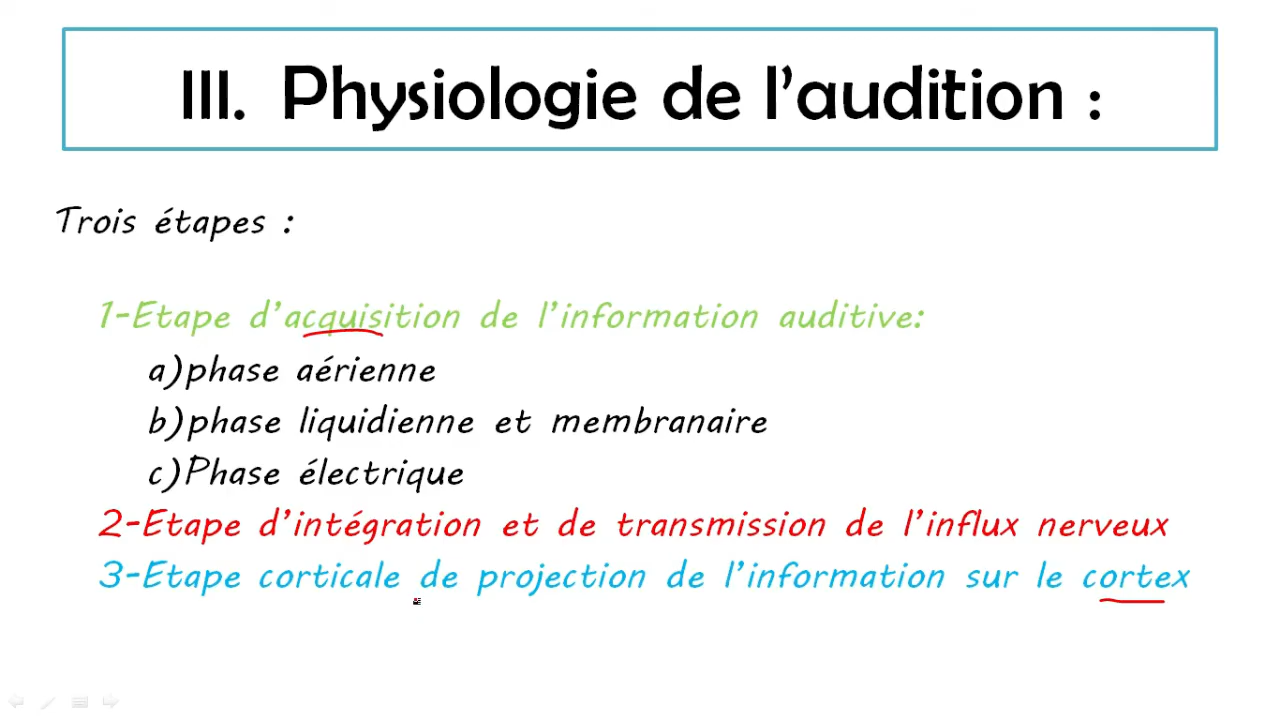 III. Physiologie de l'audition :
Trois étapes :
1-Etape d'acquisition de l'information auditive:
a)phase aérienne
b)phase liquidienne et membranaire
c)Phase électrique
2-Etape d'intégration et de transmission de l'influx nerveux
3-Etape corticale de projection de l'information sur le cortex